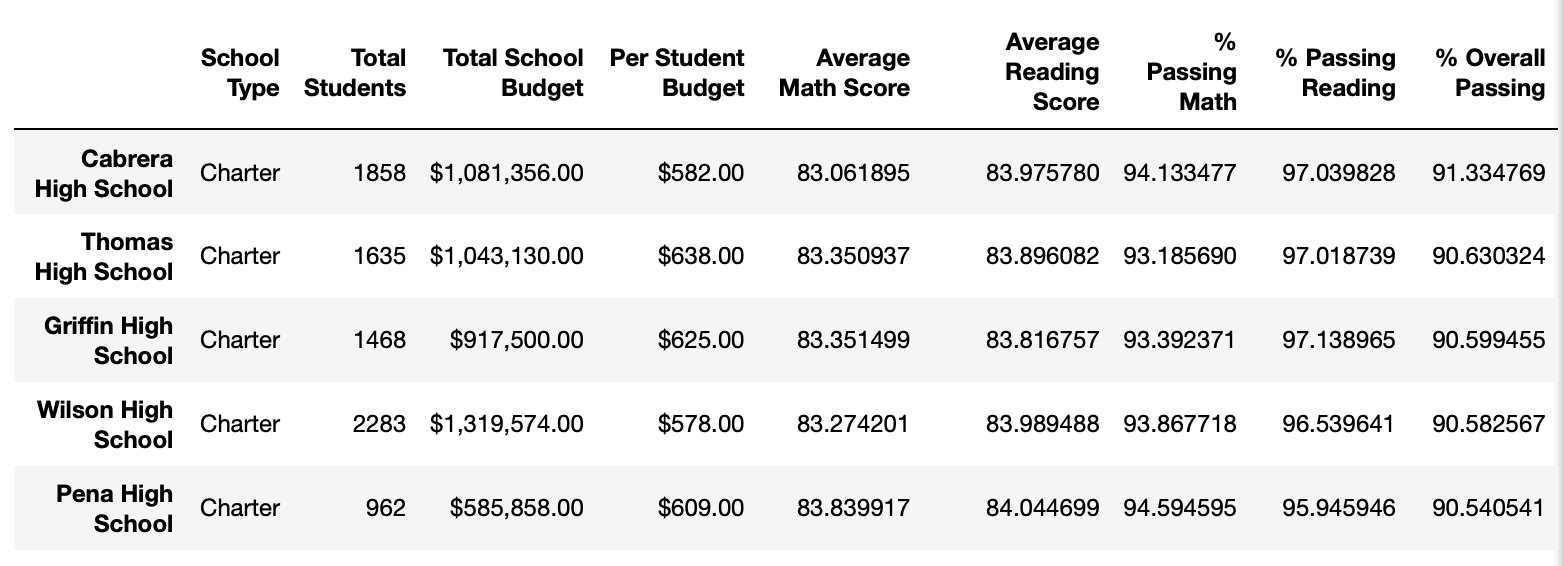 School Type Total Students Total School Budget Per Student Budget Average Math Score Average Reading Score % Passing Math % Passing Reading % Overall Passing
Cabrera High School Charter 1858 $1,081,356.00 $582.00 83.061895 83.975780 94.133477 97.039828 91.334769
Thomas High School Charter 1635 $1,043,130.00 $638.00 83.350937 83.896082 93.185690 97.018739 90.630324
Griffin High School Charter 1468 $917,500.00 $625.00 83.351499 83.816757 93.392371 97.138965 90.599455
Wilson High School Charter 2283 $1,319,574.00 $578.00 83.274201 83.989488 93.867718 96.539641 90.582567
Pena High School Charter 962 $585,858.00 $609.00 83.839917 84.044699 94.594595 95.945946 90.540541